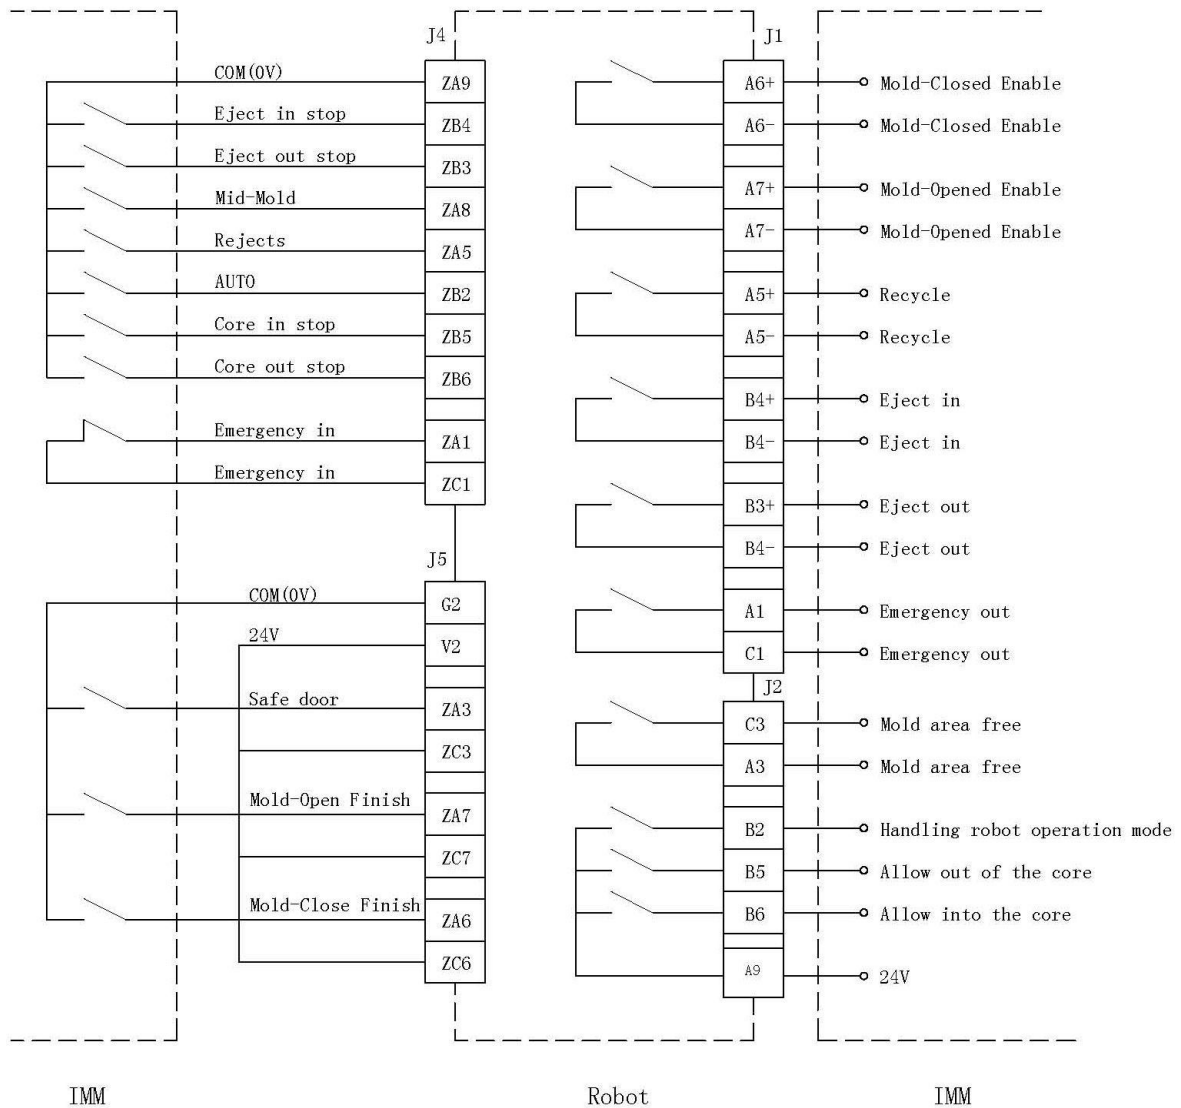 J4
COM(0V) ZA9
Eject in stop ZB4
Eject out stop ZB3
Mid-Mold ZA8
Rejects ZA5
AUTO ZB2
Core in stop ZB5
Core out stop ZB6
Emergency in ZA1
Emergency in ZC1
J5
COM(0V) G2
24V V2
Safe door ZA3
ZC3
Mold-Open Finish ZA7
ZC7
Mold-Close Finish ZA6
ZC6
J1
A6+ Mold-Closed Enable
A6- Mold-Closed Enable
A7+ Mold-Opened Enable
A7- Mold-Opened Enable
A5+ Recycle
A5- Recycle
B4+ Eject in
B4- Eject in
B3+ Eject out
B4- Eject out
A1 Emergency out
C1 Emergency out
J2
C3 Mold area free
A3 Mold area free
B2 Handling robot operation mode
B5 Allow out of the core
B6 Allow into the core
A9 24V
IMM Robot IMM